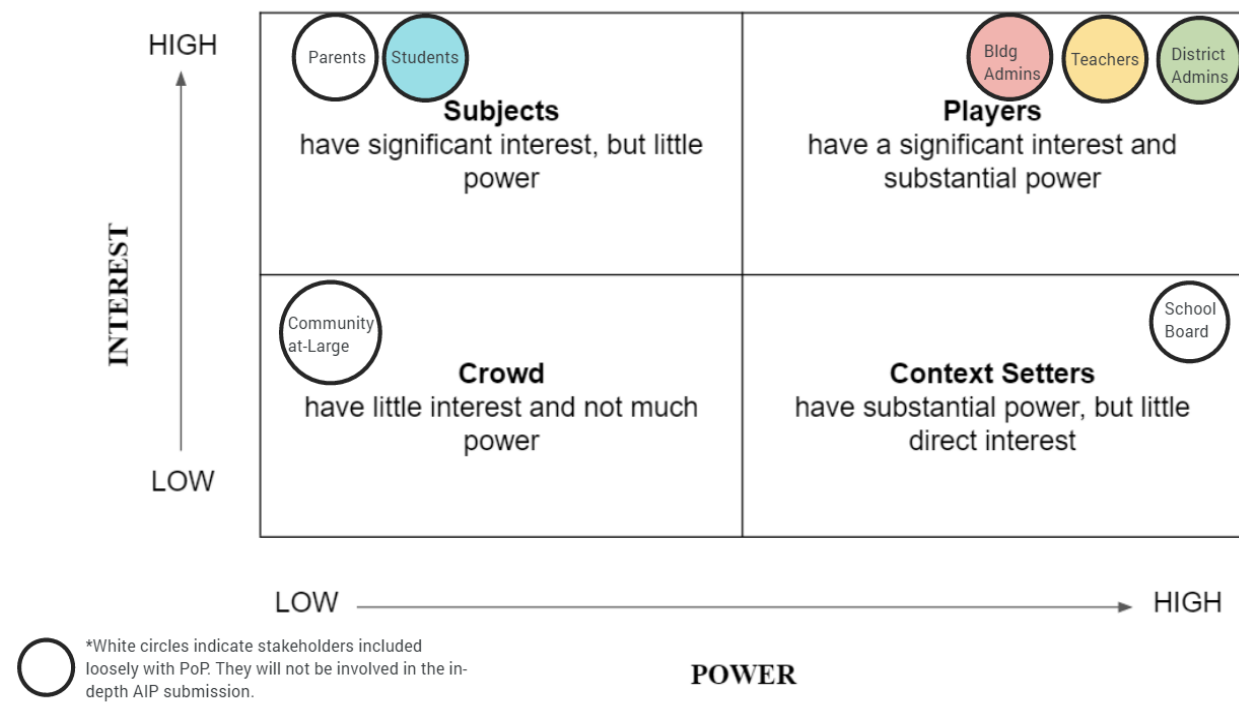 HIGH
Parents
Students
Bldg
Admins
Teachers
District
Admins
Subjects
have significant interest, but little
power
Players
have a significant interest and
substantial power
INTEREST
Community
at-Large
School
Board
Crowd
have little interest and not much
power
Context Setters
have substantial power, but little
direct interest
LOW
LOW
HIGH
*White circles indicate stakeholders included
loosely with PoP. They will not be involved in the in-
depth AIP submission.
POWER